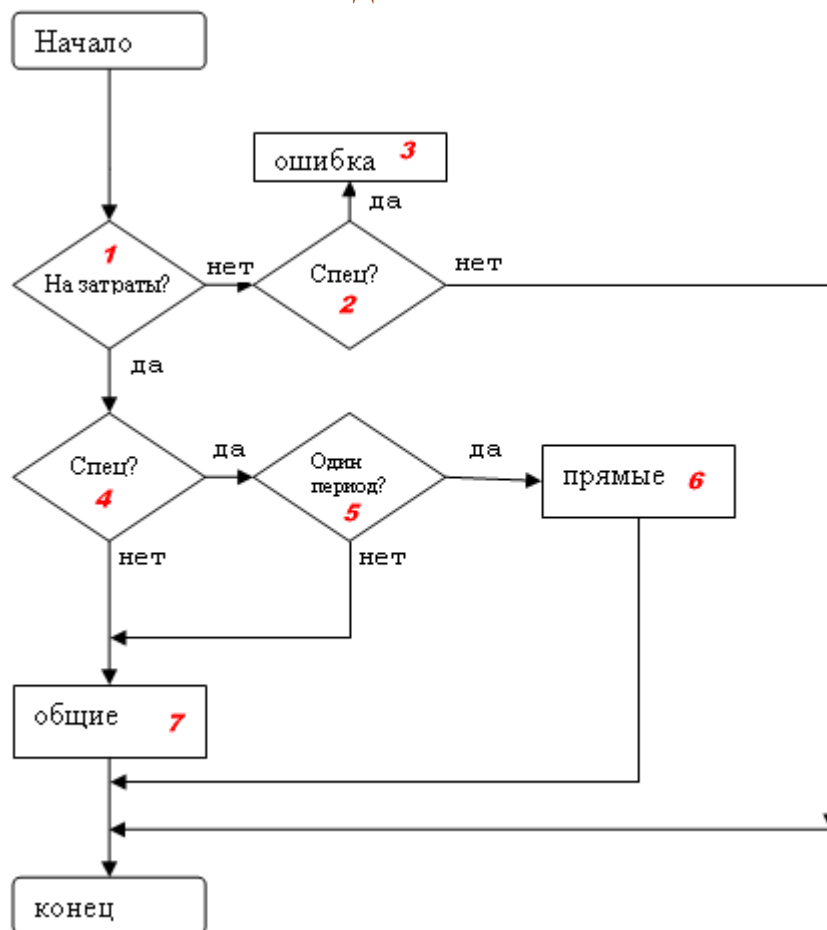 Начало
ошибка 3
да
1
На затраты?
нет
Спец?
2
нет
да
Спец?
4
да
Один
период?
5
да
прямые 6
нет
нет
общие 7
конец